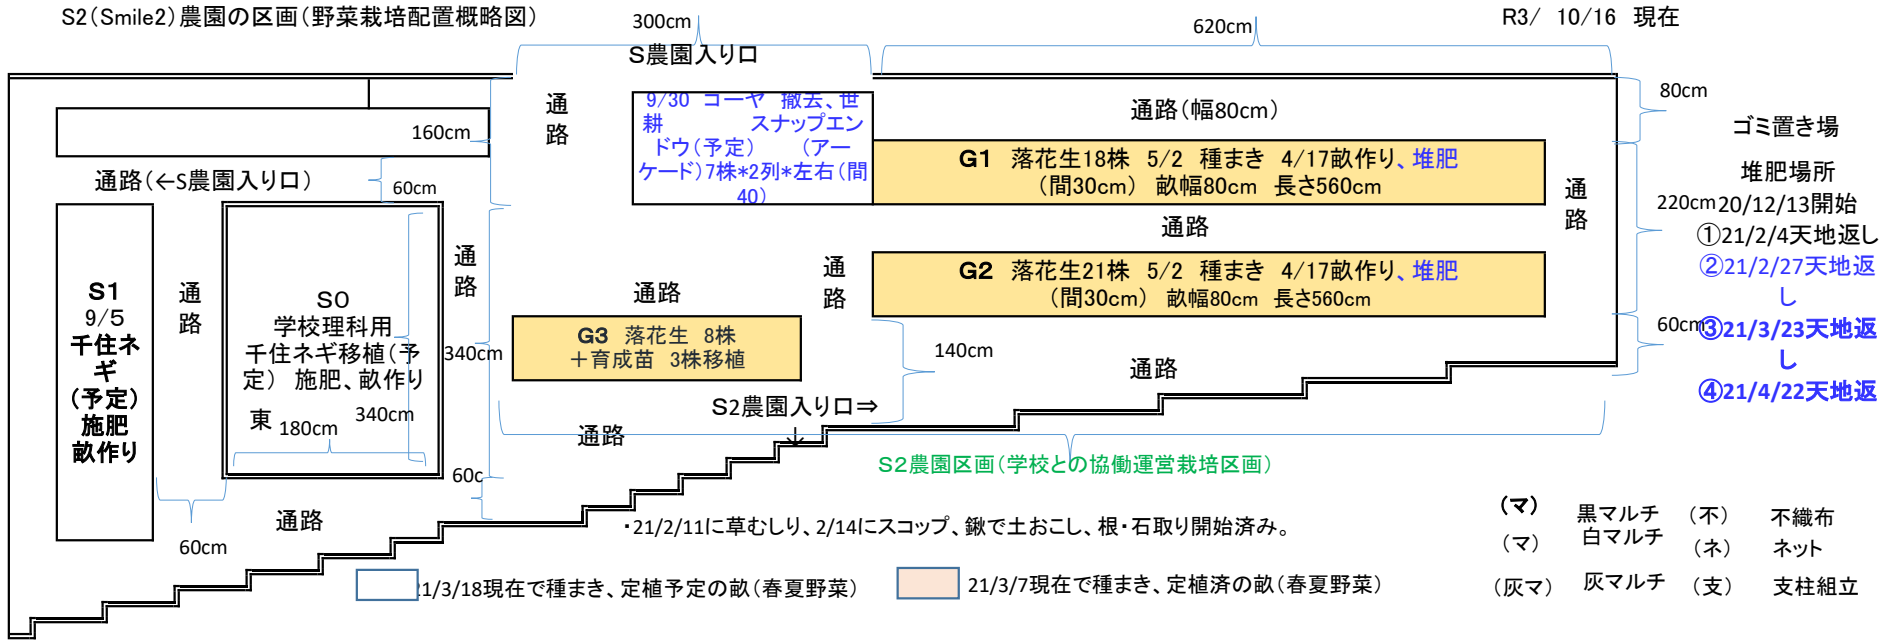 S2(Smile2)農園の区画(野菜栽培配置概略図)
300cm
620cm
R3/ 10/16 現在
S農園入り口
通路
9/30 コーヤ 撤去、世
耕 スナップエン
ドウ(予定) (アー
ケード)7株*2列*左右(間
40)
通路(幅80cm)
80cm
ゴミ置き場
160cm
G1 落花生18株 5/2 種まき 4/17畝作り、堆肥
(間30cm) 畝幅80cm 長さ560cm
通路(←S農園入り口)
60cm
堆肥場所
通路
220cm
20/12/13開始
①21/2/4天地返し
②21/2/27天地返
し
③21/3/23天地返
し
④21/4/22天地返
通路
S1
9/5
千住ネ
ギ
(予定)
施肥
畝作り
通路
S0
学校理科用
千住ネギ移植(予
定) 施肥、畝作り
東
180cm
340cm
通路
340cm
通路
通路
G2 落花生21株 5/2 種まき 4/17畝作り、堆肥
(間30cm) 畝幅80cm 長さ560cm
G3 落花生 8株
+育成苗 3株移植
140cm
60cm
通路
S2農園入り口⇒
↓
通路
60c
S2農園区画(学校との協働運営栽培区画)
通路
60cm
・21/2/11に草むしり、2/14にスコップ、鍬で土おこし、根・石取り開始済み。
(マ) 黒マルチ (不) 不織布
(マ) 白マルチ (ネ) ネット
(灰マ) 灰マルチ (支) 支柱組立
21/3/18現在で種まき、定植予定の畝(春夏野菜)
21/3/7現在で種まき、定植済の畝(春夏野菜)